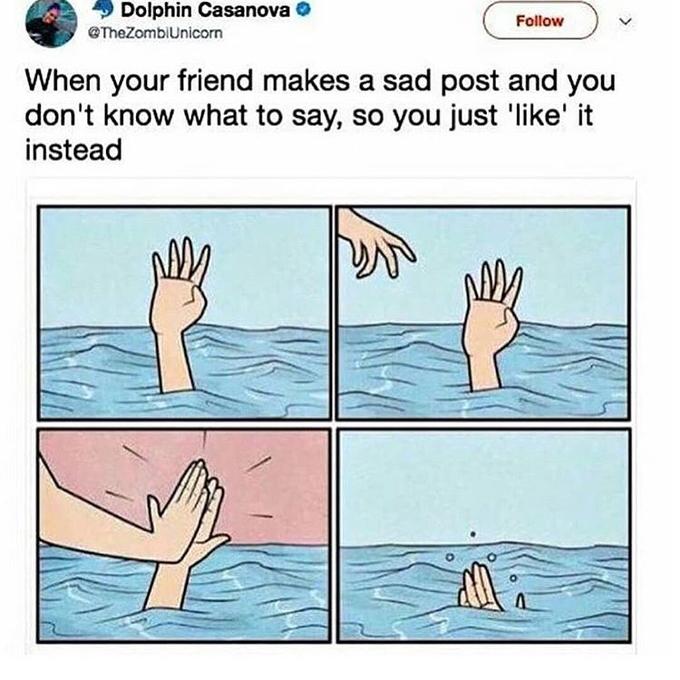 Dolphin Casanova
@TheZombiUnicorn
Follow
When your friend makes a sad post and you
don't know what to say, so you just 'like' it
instead